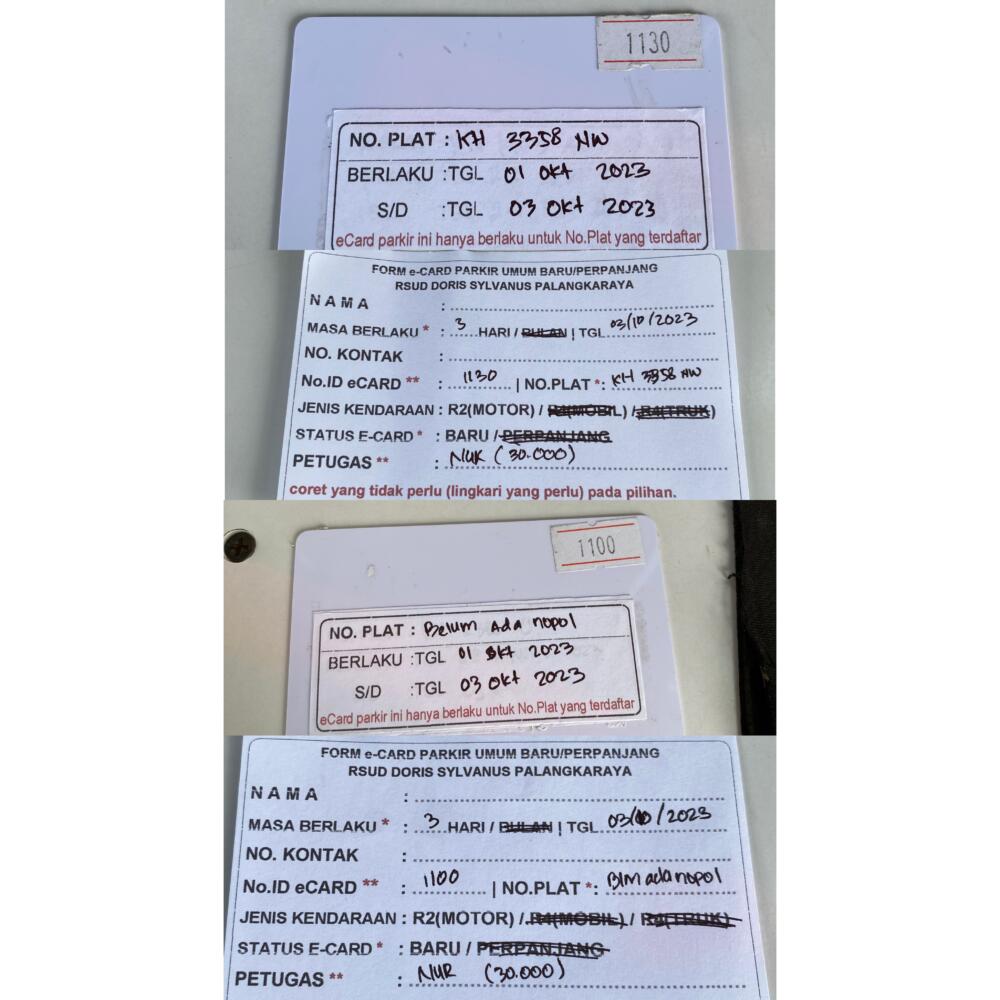 1130
NO. PLAT : KH 3358 NW
BERLAKU :TGL 01 Okt 2023
S/D :TGL 03 Okt 2023
eCard parkir ini hanya berlaku untuk No.Plat yang terdaftar
FORM e-CARD PARKIR UMUM BARU/PERPANJANG
RSUD DORIS SYLVANUS PALANGKARAYA
NAMA :
MASA BERLAKU * : 3 HARI / BULAN | TGL 03/10/2023
NO. KONTAK :
No.ID eCARD ** : 1130 | NO.PLAT *: KH 3358 NW
JENIS KENDARAAN : R2(MOTOR) / R4(MOBIL) / R4(TRUK)
STATUS E-CARD * : BARU / PERPANJANG
PETUGAS ** : NUR (30.000)
coret yang tidak perlu (lingkari yang perlu) pada pilihan.
1100
NO. PLAT : Belum Ada nopol
BERLAKU :TGL 01 Okt 2023
S/D :TGL 03 Okt 2023
eCard parkir ini hanya berlaku untuk No.Plat yang terdaftar
FORM e-CARD PARKIR UMUM BARU/PERPANJANG
RSUD DORIS SYLVANUS PALANGKARAYA
NAMA :
MASA BERLAKU * : 3 HARI / BULAN | TGL 03/10/2023
NO. KONTAK :
No.ID eCARD ** : 1100 | NO.PLAT *: Blm ada nopol
JENIS KENDARAAN : R2(MOTOR) / R4(MOBIL) / R4(TRUK)
STATUS E-CARD * : BARU / PERPANJANG
PETUGAS ** : NUR (30.000)